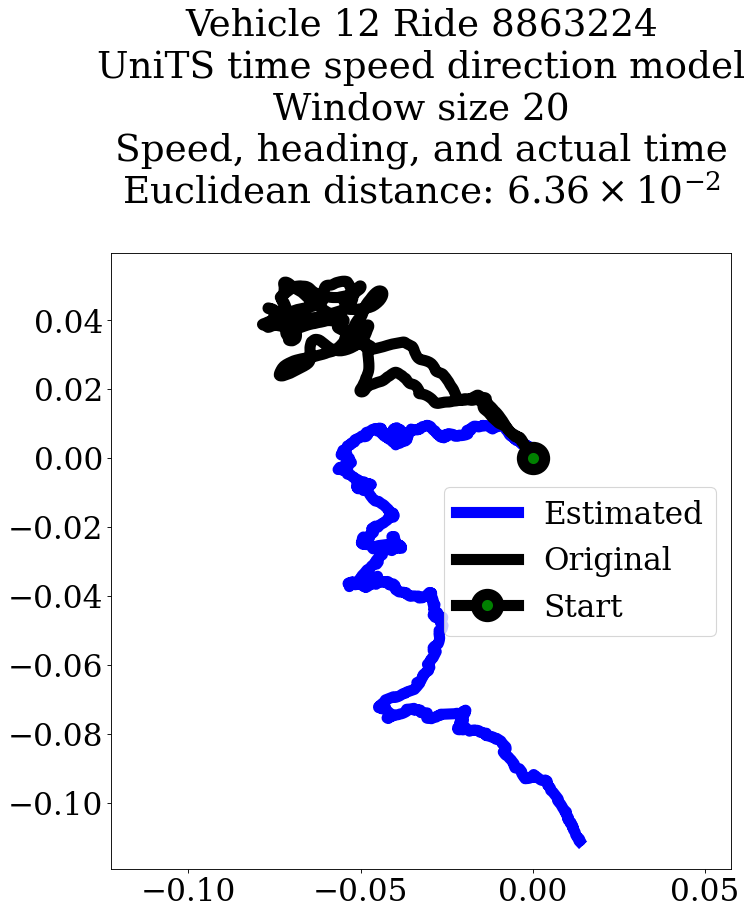 Vehicle 12 Ride 8863224
UniTS time speed direction model
Window size 20
Speed, heading, and actual time
Euclidean distance: 6.36 × 10⁻²
0.04
0.02
0.00
−0.02
−0.04
−0.06
−0.08
−0.10
Estimated
Original
Start
−0.10 −0.05 0.00 0.05